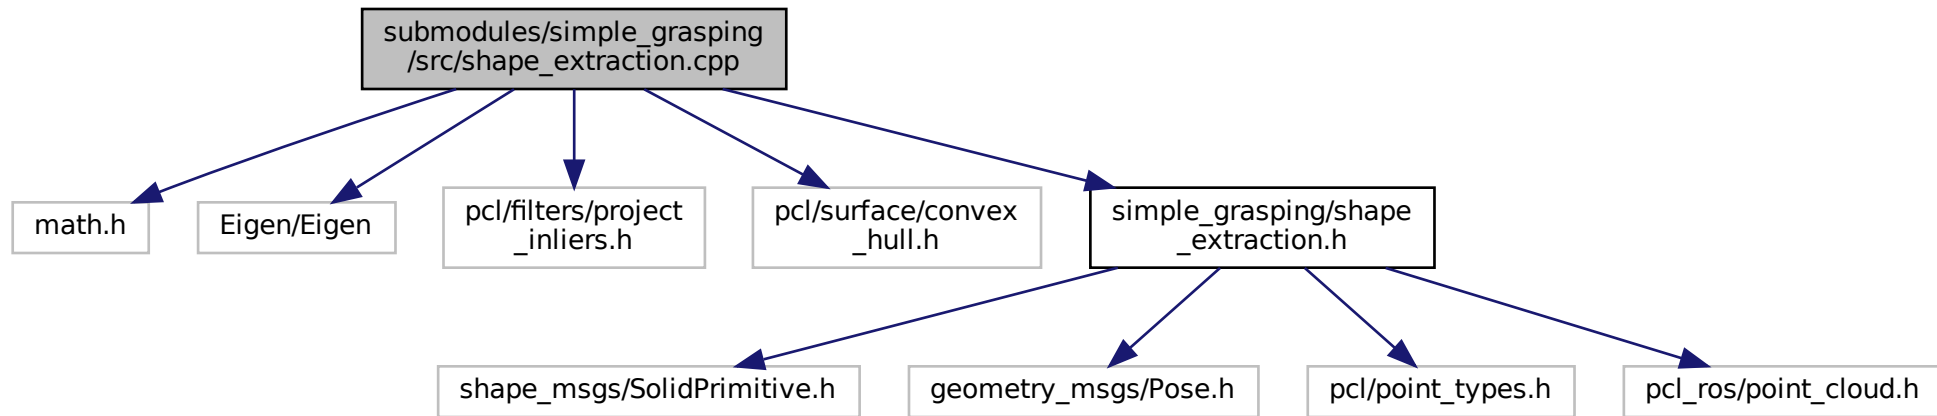 submodules/simple_grasping
/src/shape_extraction.cpp
math.h
Eigen/Eigen
pcl/filters/project
_inliers.h
pcl/surface/convex
_hull.h
simple_grasping/shape
_extraction.h
shape_msgs/SolidPrimitive.h
geometry_msgs/Pose.h
pcl/point_types.h
pcl_ros/point_cloud.h